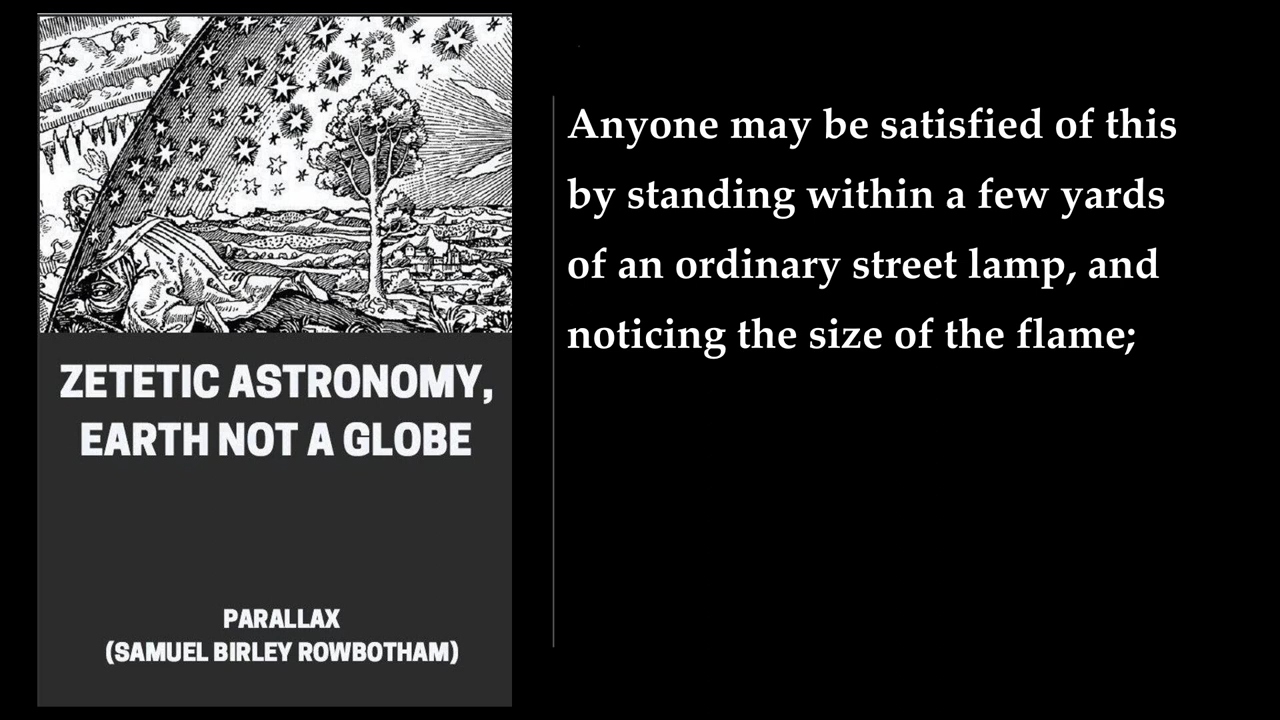 ZETETIC ASTRONOMY,
EARTH NOT A GLOBE
PARALLAX
(SAMUEL BIRLEY ROWBOTHAM)
Anyone may be satisfied of this
by standing within a few yards
of an ordinary street lamp, and
noticing the size of the flame;